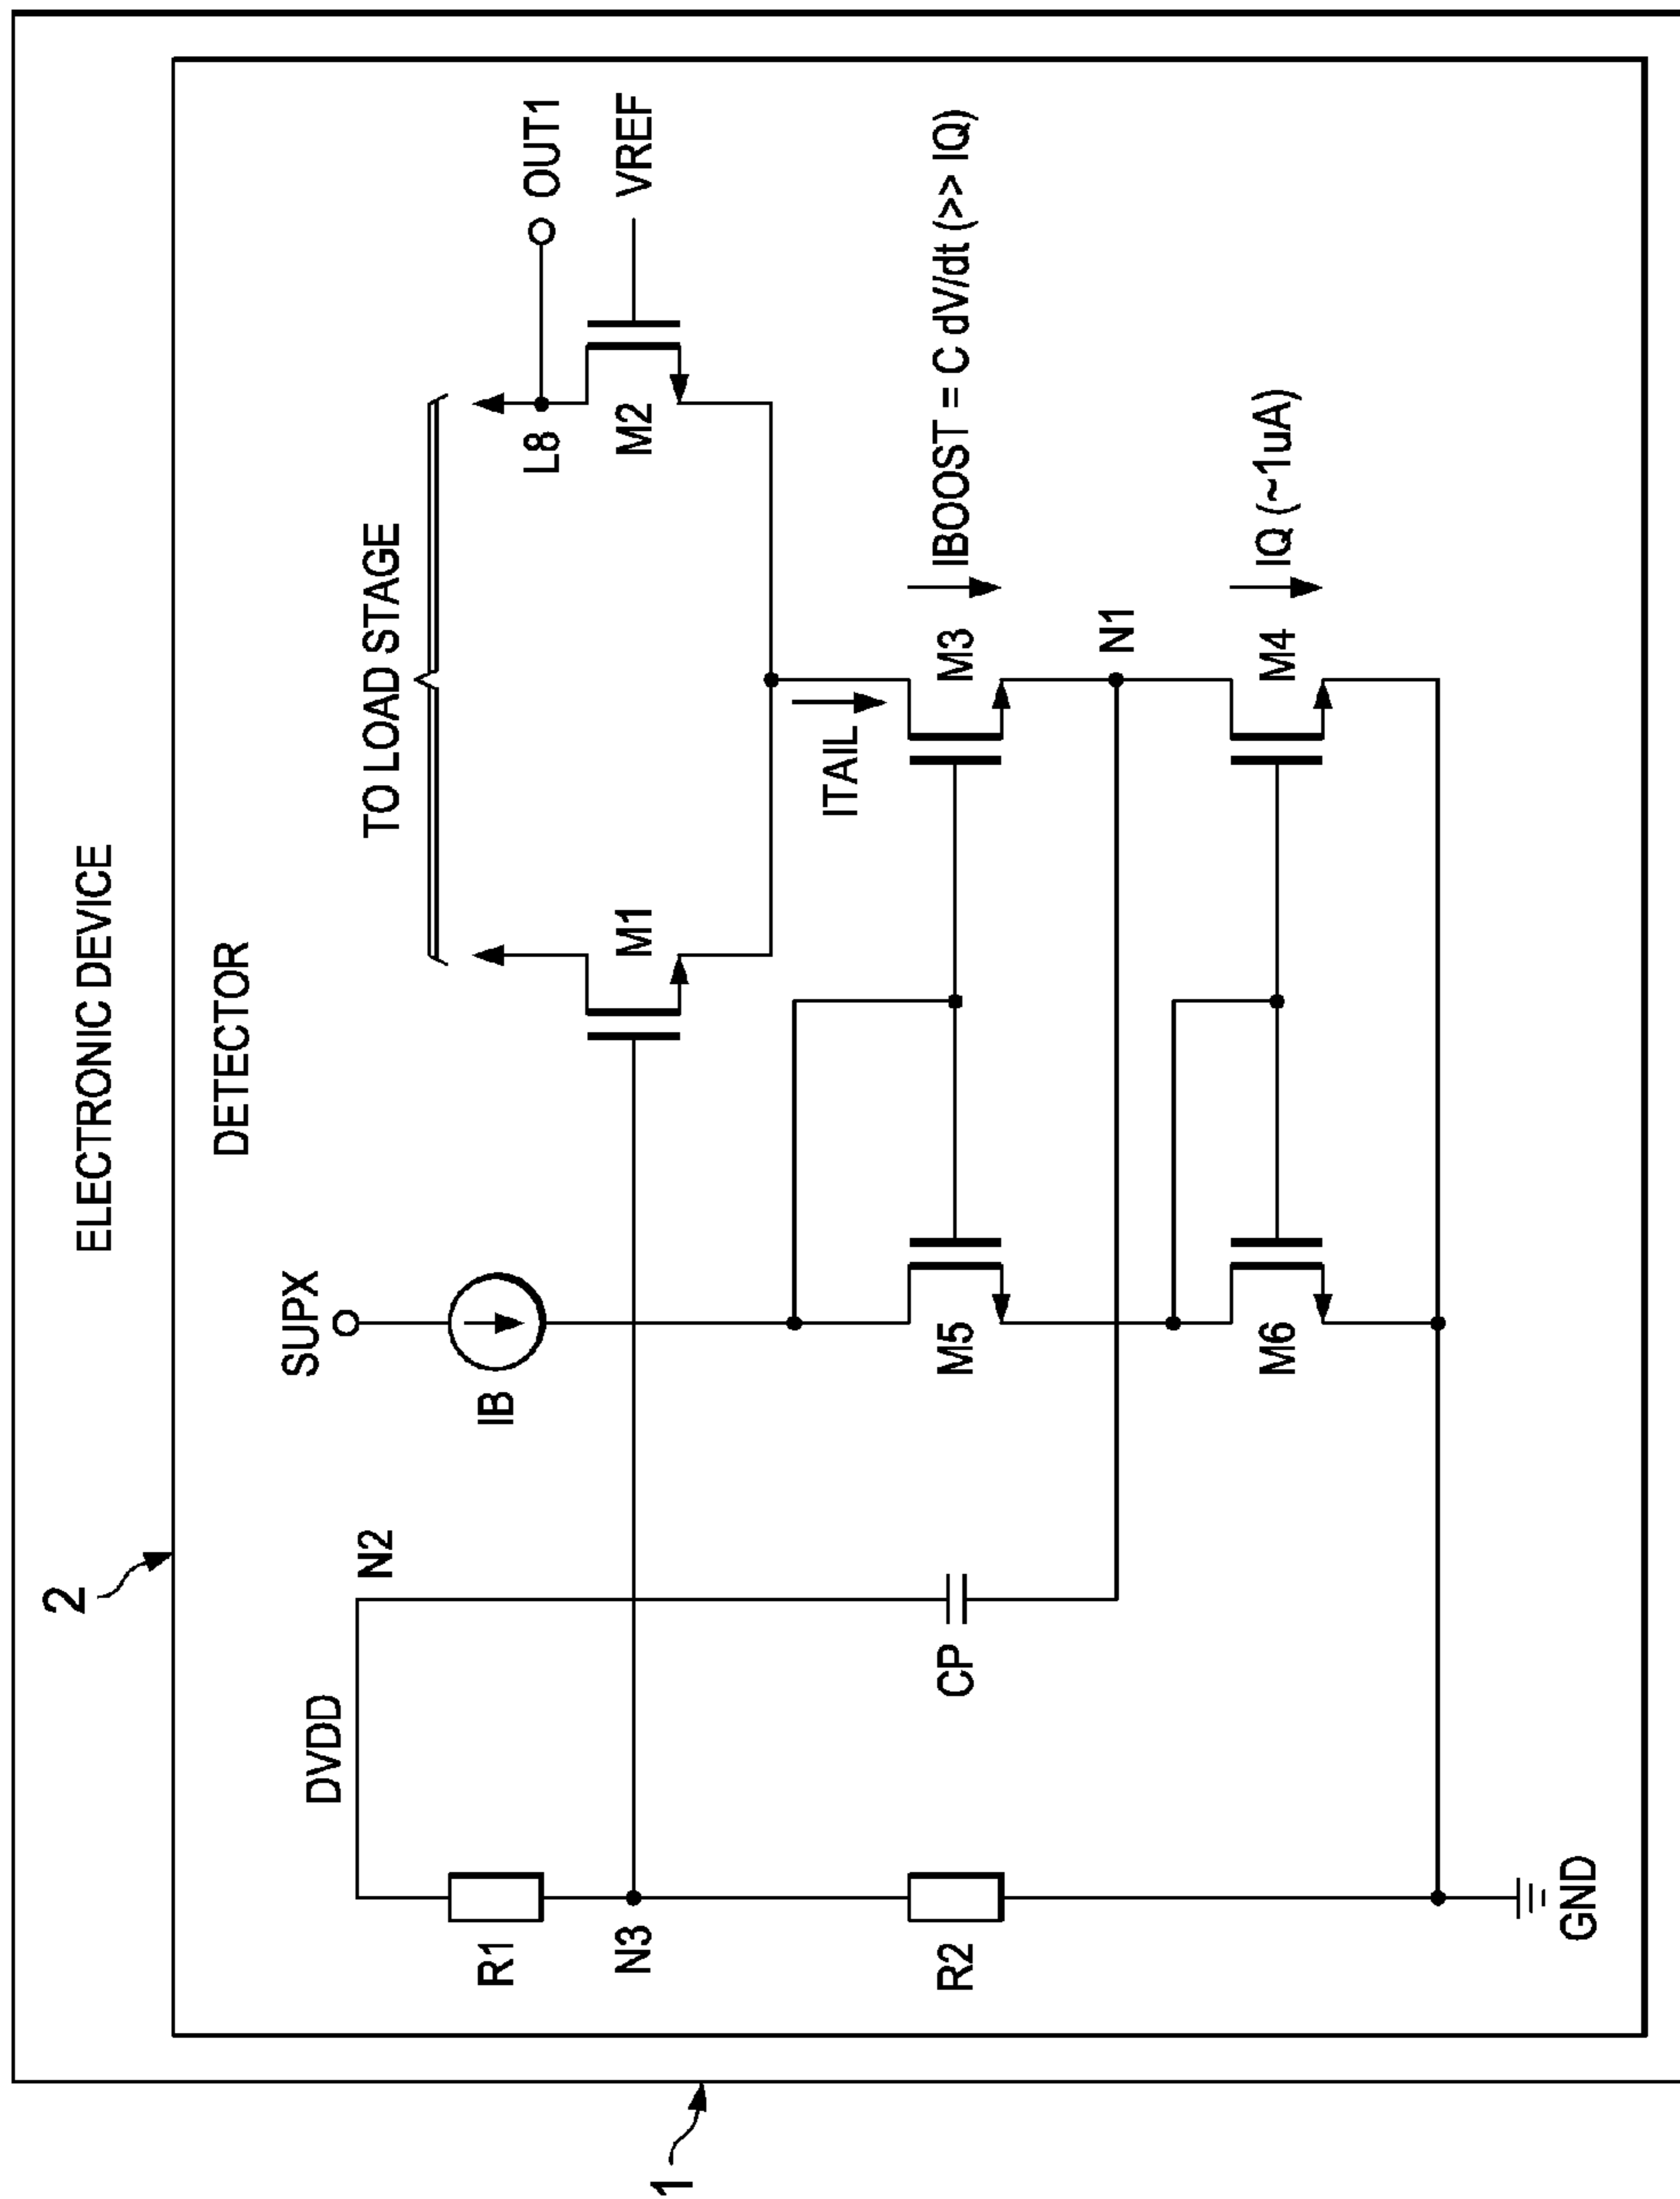 ELECTRONIC DEVICE
2
DETECTOR
1
SUPX
TO LOAD STAGE
DVDD
N2
IB
R1
L8
OUT1
N3
M1
M2
VREF
ITAIL
R2
CP
M5
M3
IBOOST = C dV/dt (>> IQ)
N1
M6
M4
IQ (~1uA)
GND